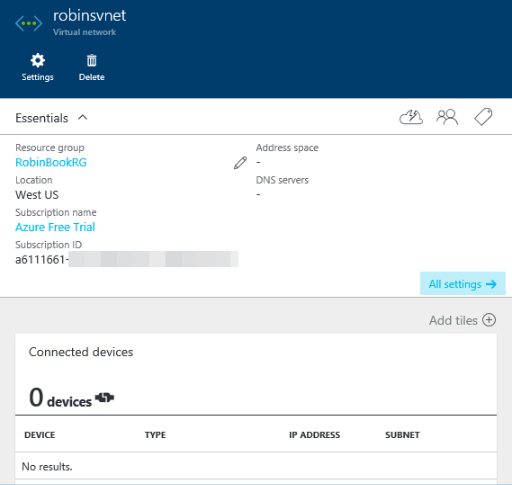 robinsvnet
Virtual network
Settings Delete
Essentials
Resource group Address space
RobinBookRG -
Location DNS servers
West US -
Subscription name
Azure Free Trial
Subscription ID
a6111661-
All settings →
Add tiles
Connected devices
0 devices
DEVICE TYPE IP ADDRESS SUBNET
No results.